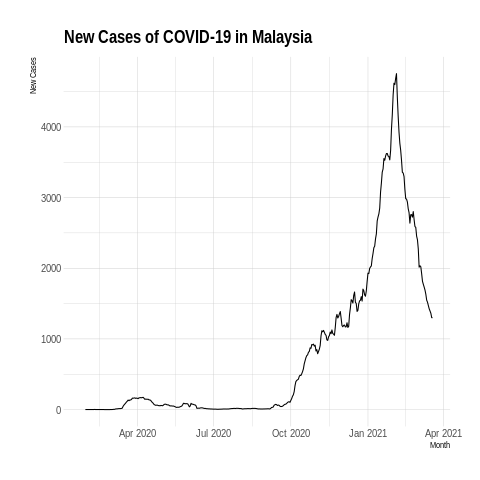 New Cases of COVID-19 in Malaysia
New Cases
4000
3000
2000
1000
0
Apr 2020 Jul 2020 Oct 2020 Jan 2021 Apr 2021
Month